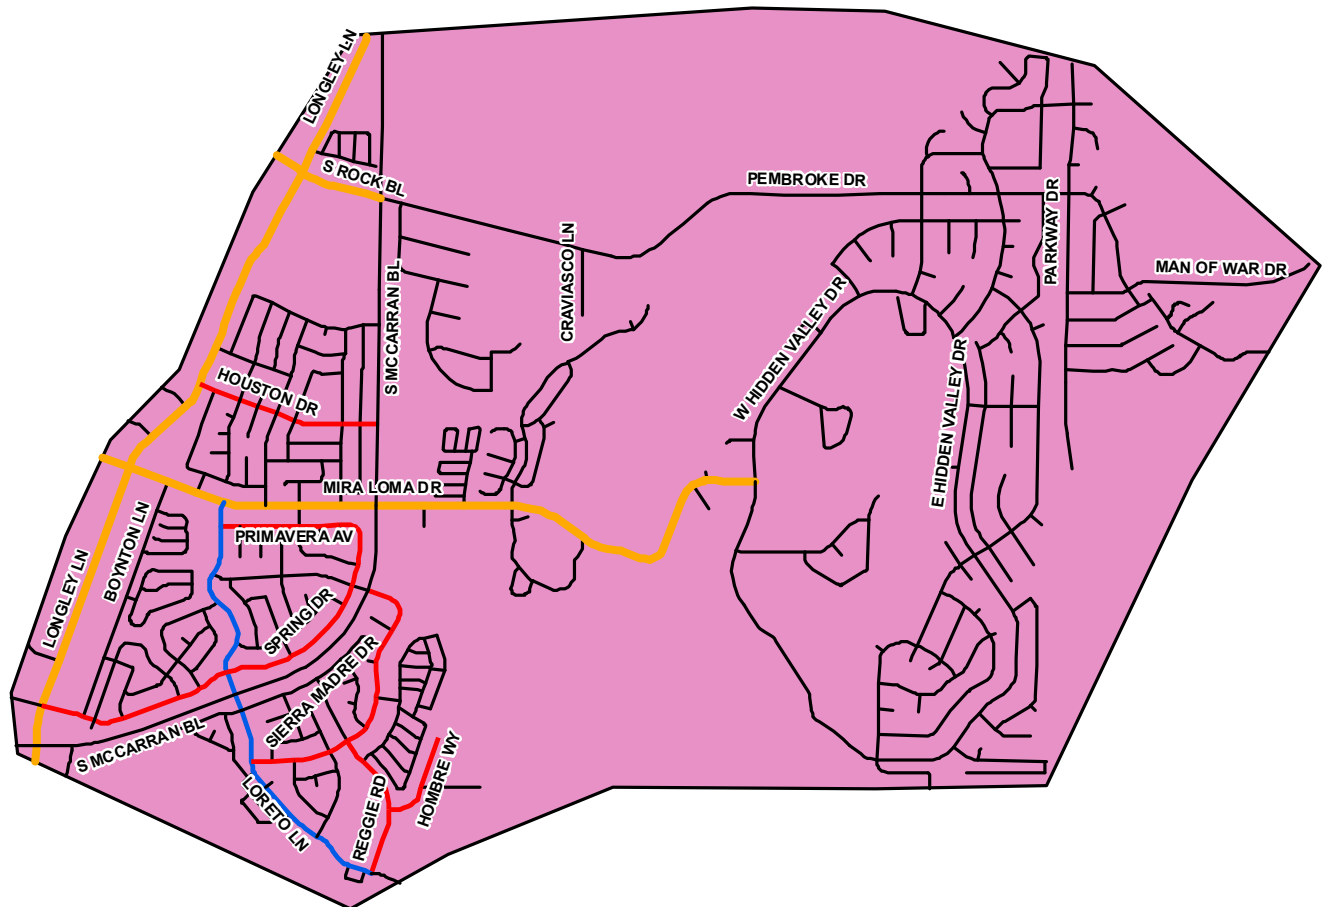 LONGLEY LN
S ROCK BL
PEMBROKE DR
PARKWAY DR
MAN OF WAR DR
CRAVIASCO LN
S MCCARRAN BL
W HIDDEN VALLEY DR
E HIDDEN VALLEY DR
HOUSTON DR
MIRA LOMA DR
PRIMAVERA AV
BOYNTON LN
LONGLEY LN
SPRING DR
SIERRA MADRE DR
S MCCARRAN BL
LORETO LN
REGGIE RD
HOMBRE WY